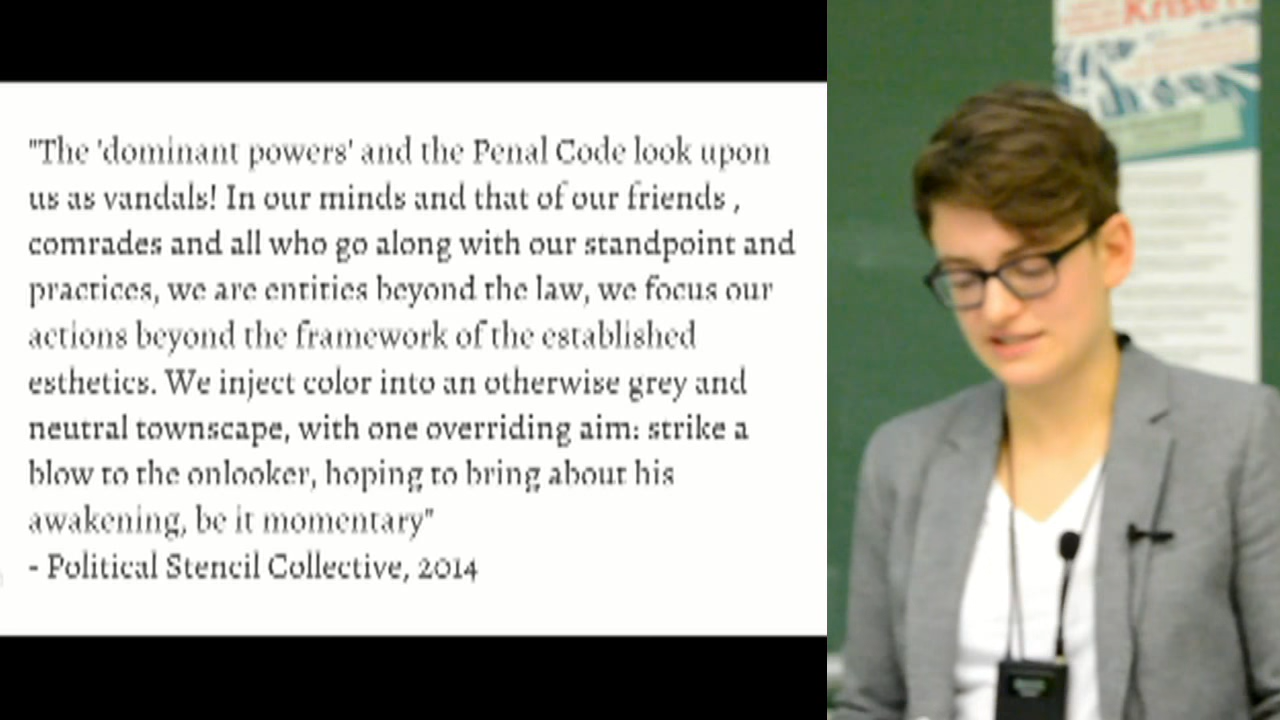 "The 'dominant powers' and the Penal Code look upon
us as vandals! In our minds and that of our friends ,
comrades and all who go along with our standpoint and
practices, we are entities beyond the law, we focus our
actions beyond the framework of the established
esthetics. We inject color into an otherwise grey and
neutral townscape, with one overriding aim: strike a
blow to the onlooker, hoping to bring about his
awakening, be it momentary"
- Political Stencil Collective, 2014